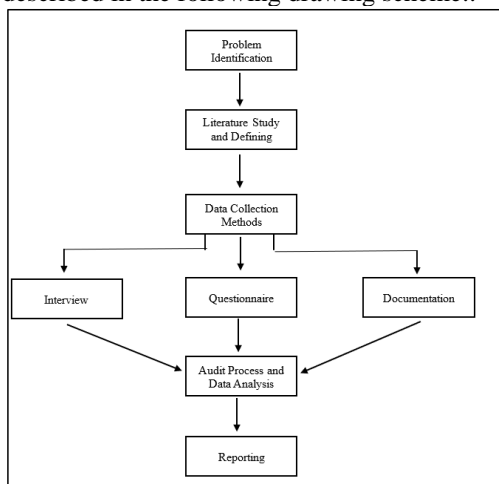 described in the following drawing scheme..
Problem
Identification
Literature Study
and Defining
Data Collection
Methods
Interview
Questionnaire
Documentation
Audit Process and
Data Analysis
Reporting